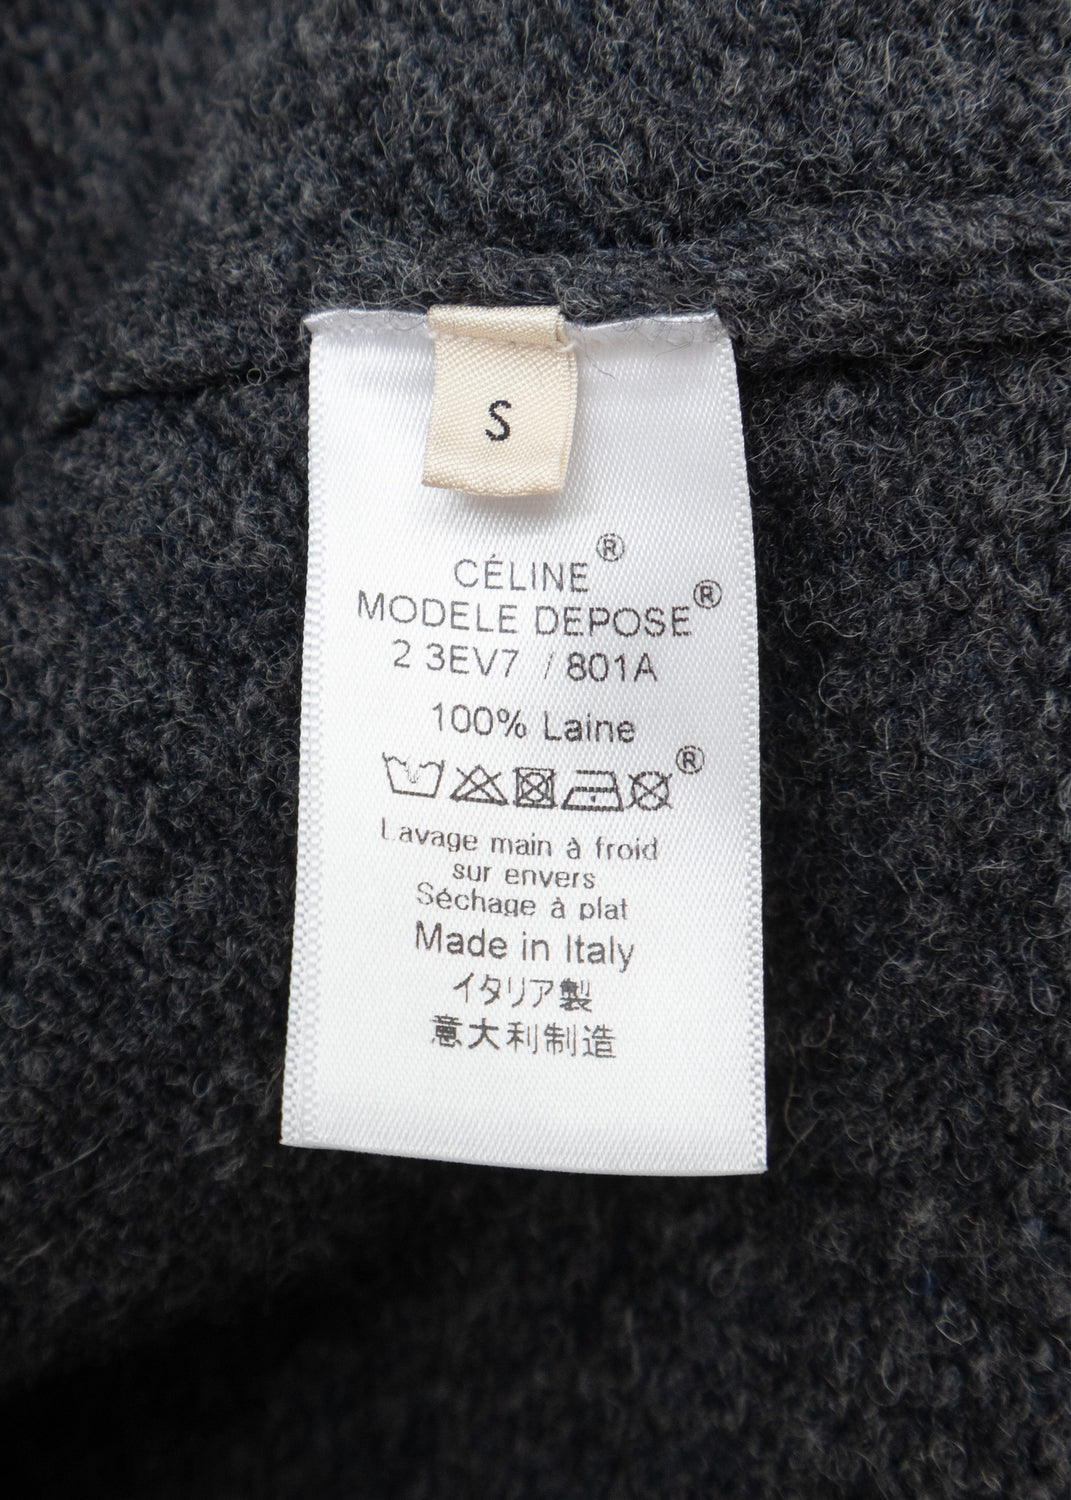 S
CÉLINE®
MODELE DEPOSE®
2 3EV7 / 801A
100% Laine
®
Lavage main à froid
sur envers
Séchage à plat
Made in Italy
イタリア製
意大利制造